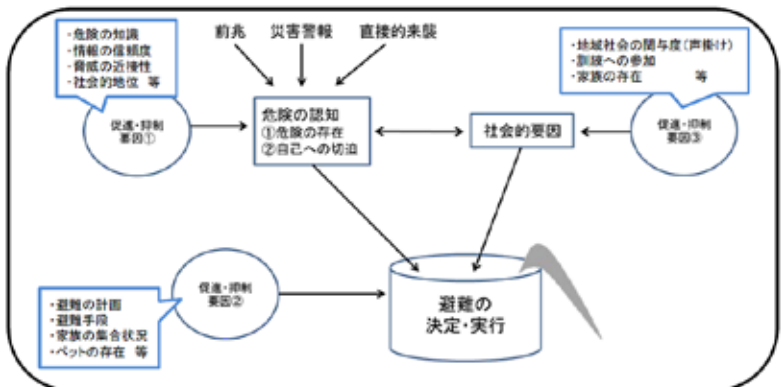 ・危険の知識
・情報の信頼度
・脅威の近接性
・社会的地位 等
促進・抑制
要因①
前兆
災害警報
直接的来襲
危険の認知
①危険の存在
②自己への切迫
社会的要因
・地域社会の関与度(声掛け)
・訓練への参加
・家族の存在 等
促進・抑制
要因③
促進・抑制
要因②
・避難の計画
・避難手段
・家族の集合状況
・ペットの存在 等
避難の
決定・実行